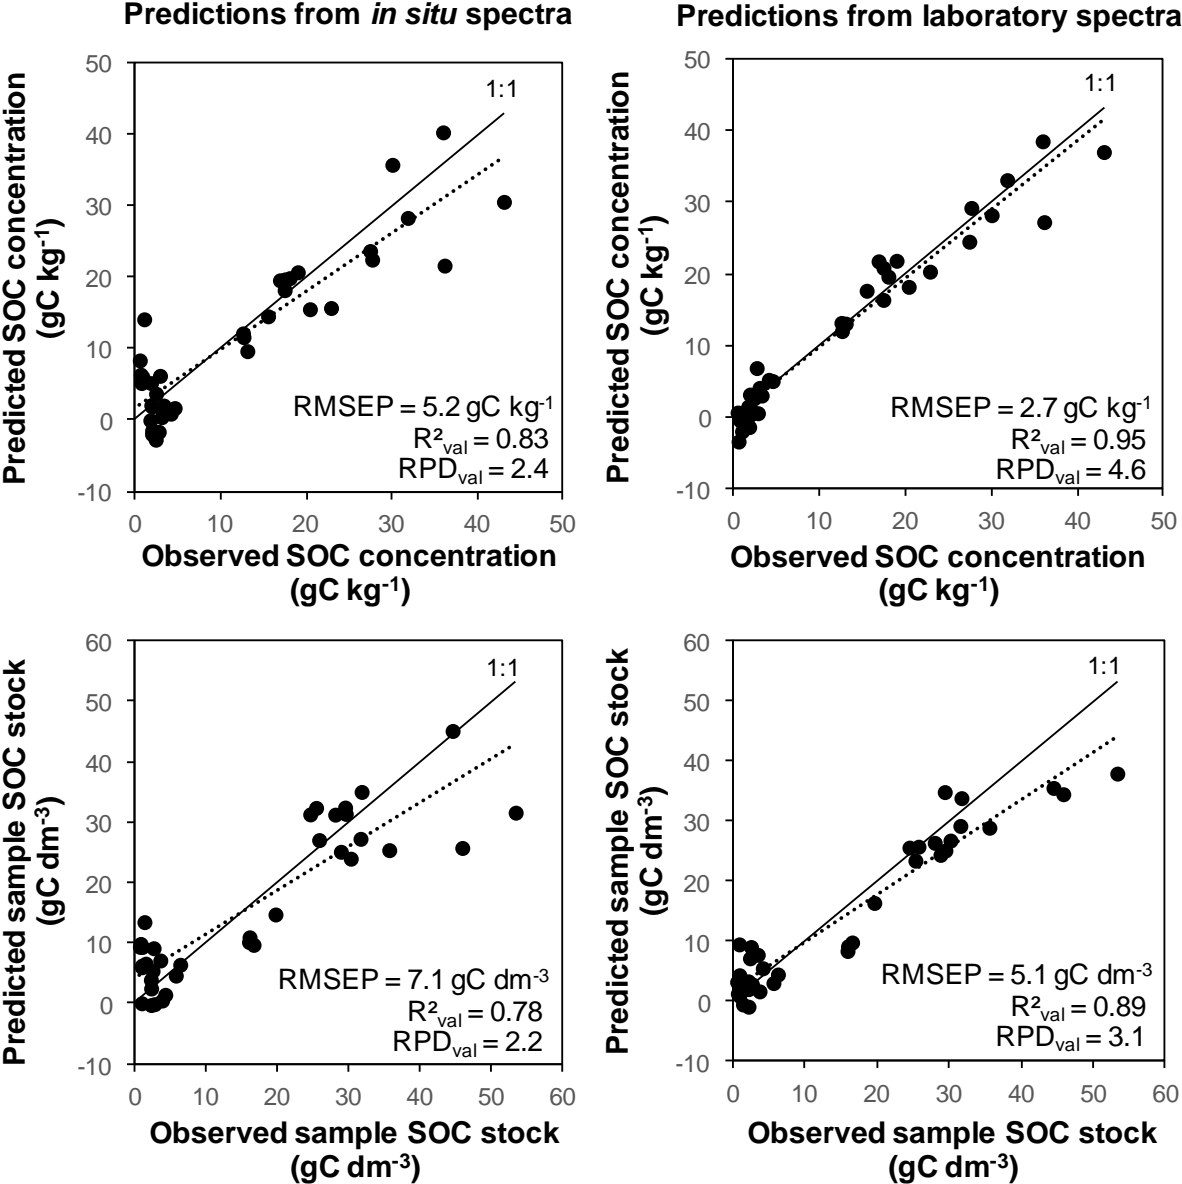 Predictions from in situ spectra
Predictions from laboratory spectra
Predicted SOC concentration
(gC kg-1)
50
40
30
20
10
0
-10
1:1
RMSEP = 5.2 gC kg-1
R²val = 0.83
RPDval = 2.4
0 10 20 30 40 50
Observed SOC concentration
(gC kg-1)
Predicted SOC concentration
(gC kg-1)
50
40
30
20
10
0
-10
1:1
RMSEP = 2.7 gC kg-1
R²val = 0.95
RPDval = 4.6
0 10 20 30 40 50
Observed SOC concentration
(gC kg-1)
Predicted sample SOC stock
(gC dm-3)
60
50
40
30
20
10
0
-10
1:1
RMSEP = 7.1 gC dm-3
R²val = 0.78
RPDval = 2.2
0 10 20 30 40 50 60
Observed sample SOC stock
(gC dm-3)
Predicted sample SOC stock
(gC dm-3)
60
50
40
30
20
10
0
-10
1:1
RMSEP = 5.1 gC dm-3
R²val = 0.89
RPDval = 3.1
0 10 20 30 40 50 60
Observed sample SOC stock
(gC dm-3)